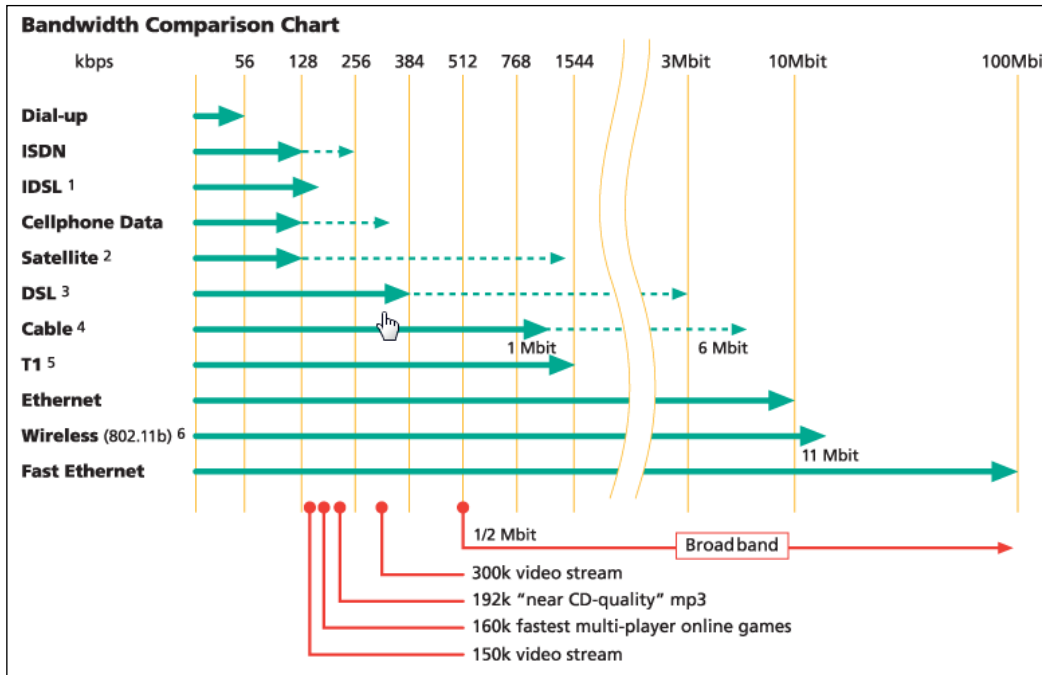 Bandwidth Comparison Chart
kbps 56 128 256 384 512 768 1544 3Mbit 10Mbit 100Mbi
Dial-up
ISDN
IDSL 1
Cellphone Data
Satellite 2
DSL 3
Cable 4
1 Mbit 6 Mbit
T1 5
Ethernet
Wireless (802.11b) 6
11 Mbit
Fast Ethernet
1/2 Mbit
Broadband
300k video stream
192k “near CD-quality” mp3
160k fastest multi-player online games
150k video stream